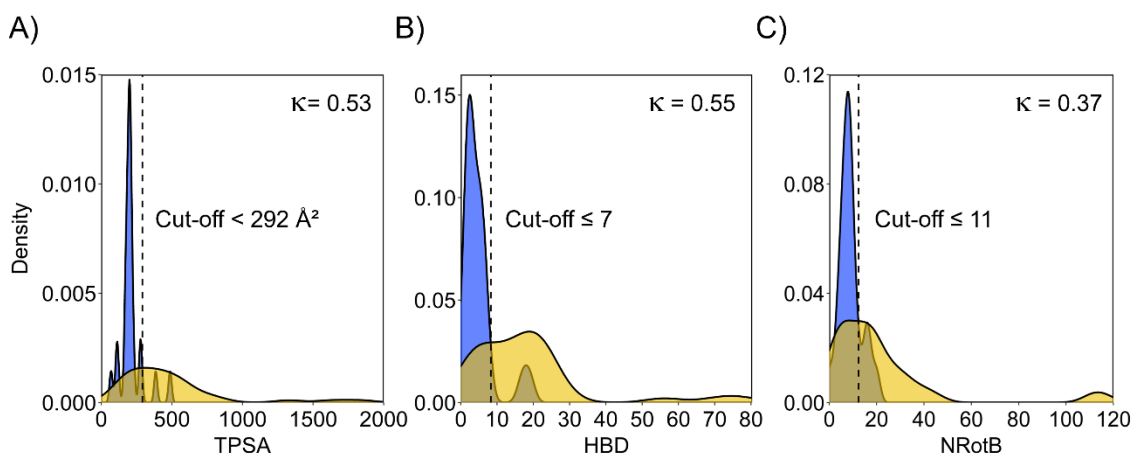 A)
B)
C)
κ= 0.53
κ = 0.55
κ = 0.37
Cut-off < 292 Å²
Cut-off ≤ 7
Cut-off ≤ 11
Density
0.015
0.010
0.005
0.000
0 500 1000 1500 2000
TPSA
0.15
0.10
0.05
0.00
0 10 20 30 40 50 60 70 80
HBD
0.12
0.08
0.04
0.00
0 20 40 60 80 100 120
NRotB